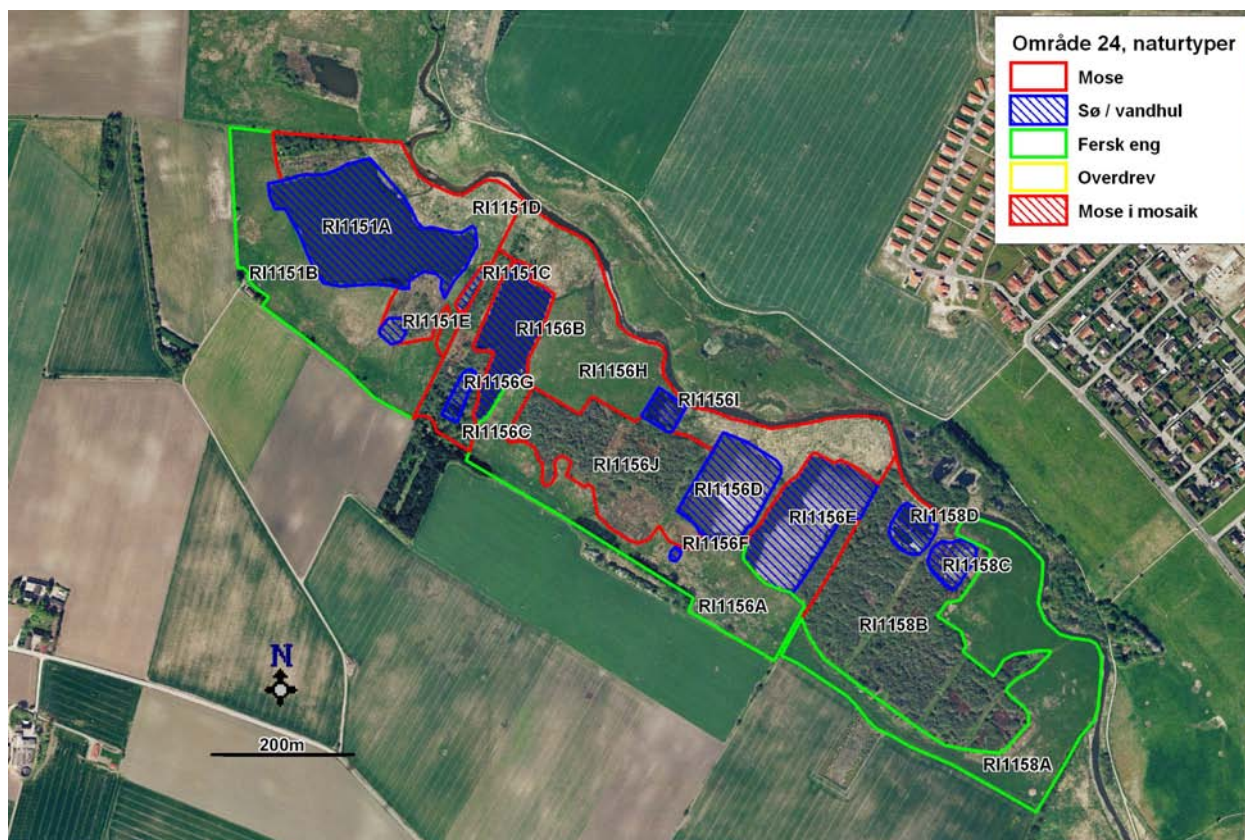 Område 24, naturtyper
Mose
Sø / vandhul
Fersk eng
Overdrev
Mose i mosaik
RI1151D
RI1151A
RI1151B
RI1151C
RI1151E
RI1156B
RI1156H
RI1156G
RI1156I
RI1156C
RI1156J
RI1156D
RI1156E
RI1158D
RI1156F
RI1158C
RI1156A
RI1158B
N
200m
RI1158A